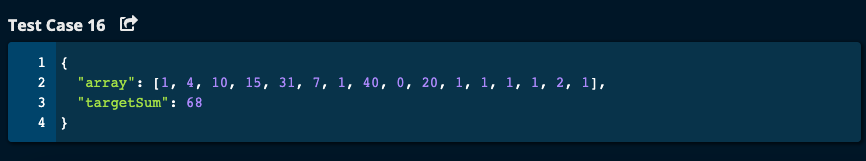 Test Case 16
1 {
2 "array": [1, 4, 10, 15, 31, 7, 1, 40, 0, 20, 1, 1, 1, 1, 2, 1],
3 "targetSum": 68
4 }